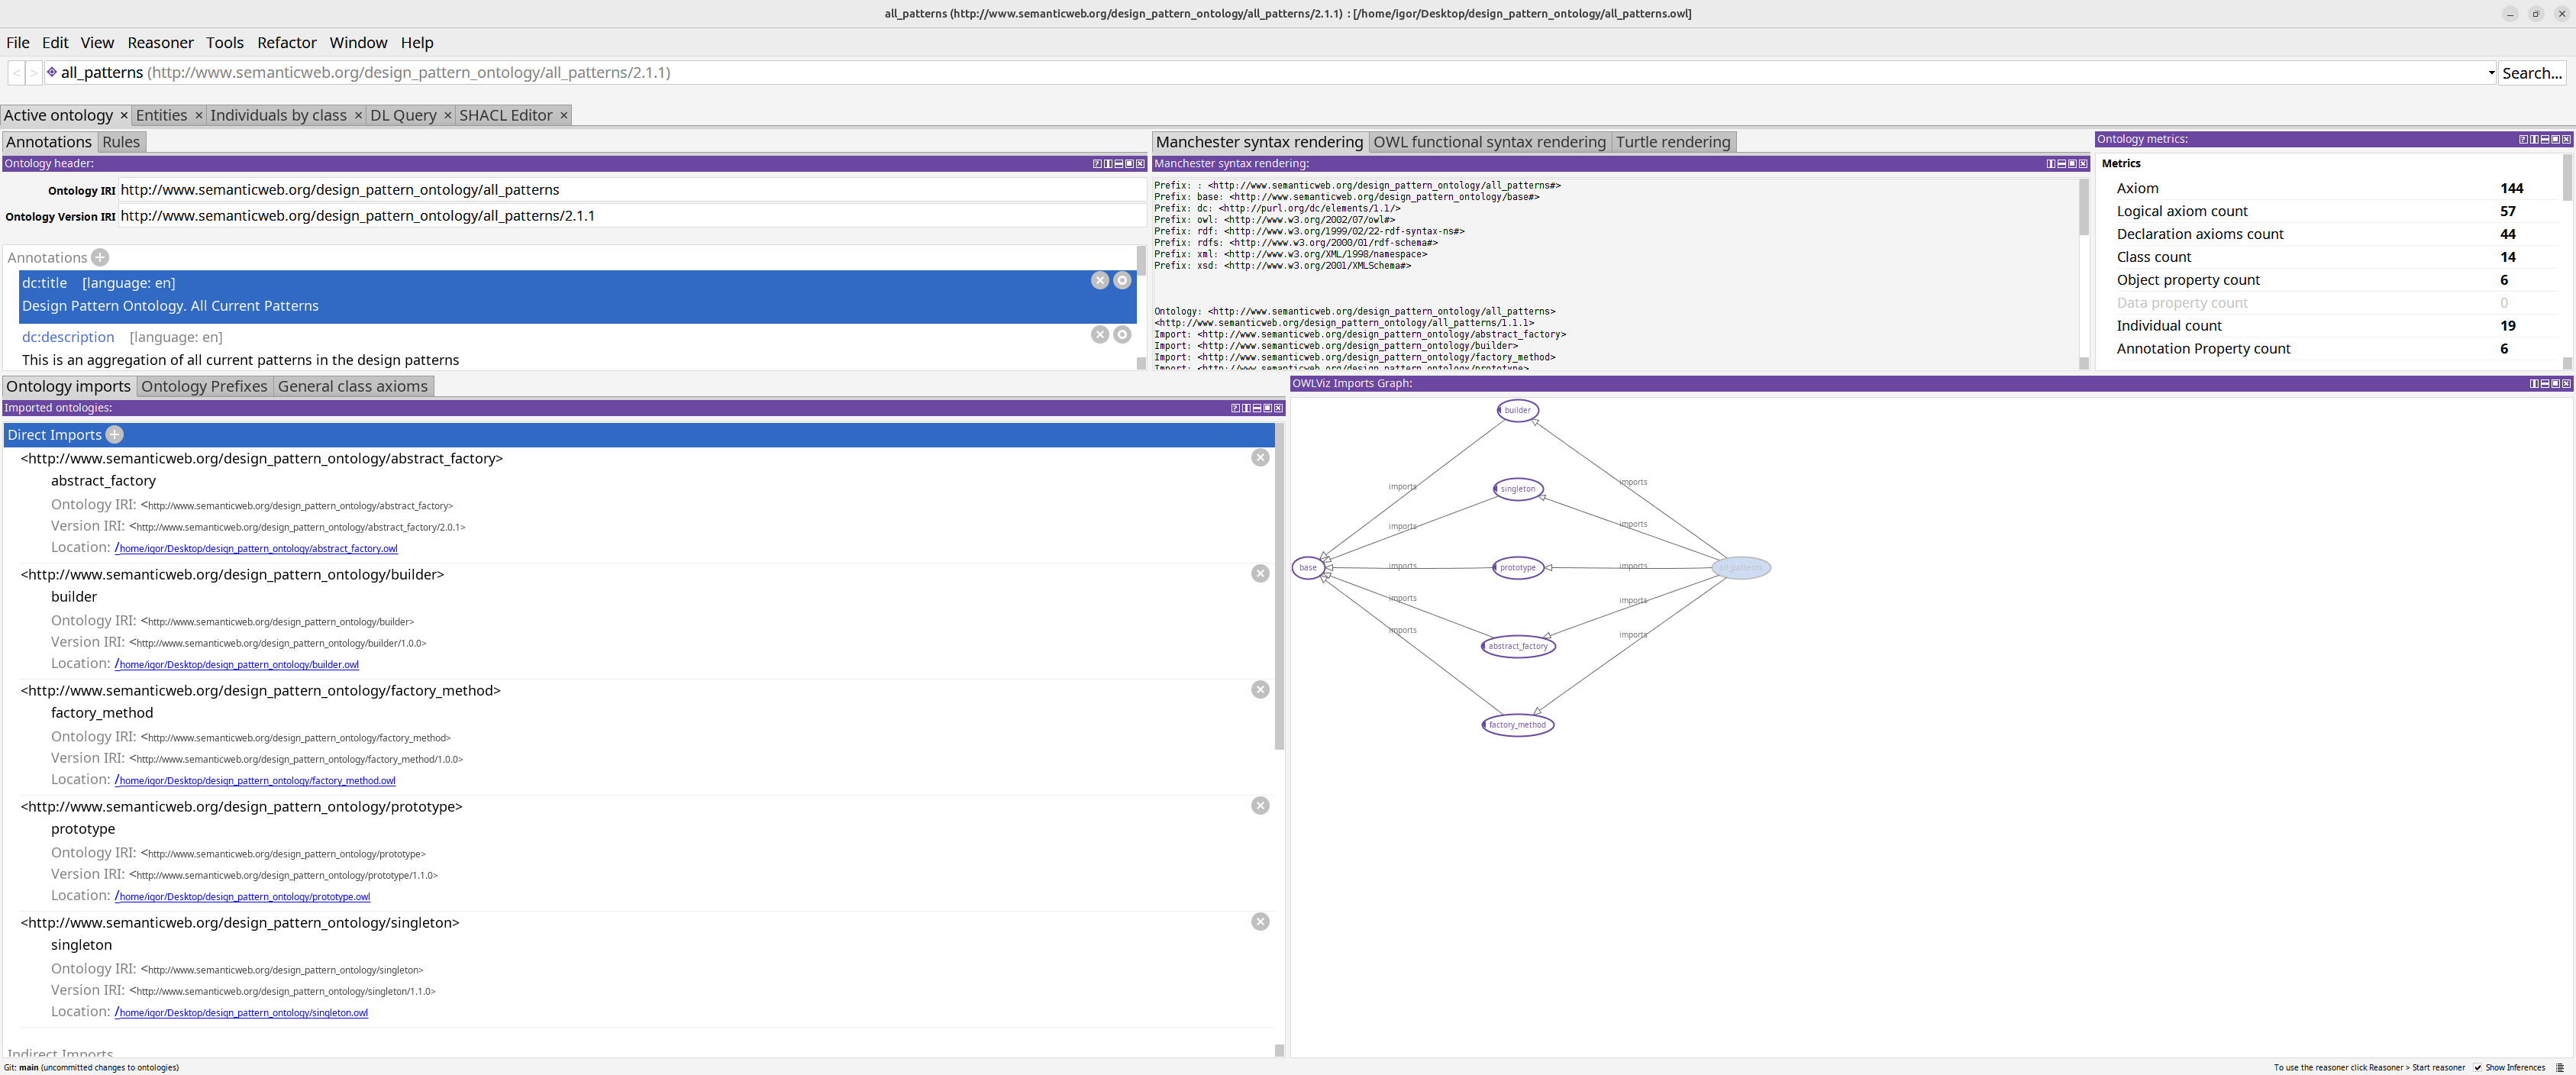 all_patterns (http://www.semanticweb.org/design_pattern_ontology/all_patterns/2.1.1) : [/home/igor/Desktop/design_pattern_ontology/all_patterns.owl]
File Edit View Reasoner Tools Refactor Window Help
< > all_patterns (http://www.semanticweb.org/design_pattern_ontology/all_patterns/2.1.1) Search...
Active ontology × Entities × Individuals by class × DL Query × SHACL Editor ×
Annotations Rules
Ontology header:
Ontology IRI http://www.semanticweb.org/design_pattern_ontology/all_patterns
Ontology Version IRI http://www.semanticweb.org/design_pattern_ontology/all_patterns/2.1.1
Annotations
dc:title [language: en]
Design Pattern Ontology. All Current Patterns
dc:description [language: en]
This is an aggregation of all current patterns in the design patterns
Manchester syntax rendering OWL functional syntax rendering Turtle rendering
Manchester syntax rendering:
Prefix: : <http://www.semanticweb.org/design_pattern_ontology/all_patterns#>
Prefix: base: <http://www.semanticweb.org/design_pattern_ontology/base#>
Prefix: dc: <http://purl.org/dc/elements/1.1/>
Prefix: owl: <http://www.w3.org/2002/07/owl#>
Prefix: rdf: <http://www.w3.org/1999/02/22-rdf-syntax-ns#>
Prefix: rdfs: <http://www.w3.org/2000/01/rdf-schema#>
Prefix: xml: <http://www.w3.org/XML/1998/namespace>
Prefix: xsd: <http://www.w3.org/2001/XMLSchema#>
Ontology: <http://www.semanticweb.org/design_pattern_ontology/all_patterns>
<http://www.semanticweb.org/design_pattern_ontology/all_patterns/1.1.1>
Import: <http://www.semanticweb.org/design_pattern_ontology/abstract_factory>
Import: <http://www.semanticweb.org/design_pattern_ontology/builder>
Import: <http://www.semanticweb.org/design_pattern_ontology/factory_method>
Import: <http://www.semanticweb.org/design_pattern_ontology/prototype>
Ontology metrics:
Metrics
Axiom 144
Logical axiom count 57
Declaration axioms count 44
Class count 14
Object property count 6
Data property count 0
Individual count 19
Annotation Property count 6
Ontology imports Ontology Prefixes General class axioms
Imported ontologies:
Direct Imports
<http://www.semanticweb.org/design_pattern_ontology/abstract_factory>
abstract_factory
Ontology IRI: <http://www.semanticweb.org/design_pattern_ontology/abstract_factory>
Version IRI: <http://www.semanticweb.org/design_pattern_ontology/abstract_factory/2.0.1>
Location: /home/igor/Desktop/design_pattern_ontology/abstract_factory.owl
<http://www.semanticweb.org/design_pattern_ontology/builder>
builder
Ontology IRI: <http://www.semanticweb.org/design_pattern_ontology/builder>
Version IRI: <http://www.semanticweb.org/design_pattern_ontology/builder/1.0.0>
Location: /home/igor/Desktop/design_pattern_ontology/builder.owl
<http://www.semanticweb.org/design_pattern_ontology/factory_method>
factory_method
Ontology IRI: <http://www.semanticweb.org/design_pattern_ontology/factory_method>
Version IRI: <http://www.semanticweb.org/design_pattern_ontology/factory_method/1.0.0>
Location: /home/igor/Desktop/design_pattern_ontology/factory_method.owl
<http://www.semanticweb.org/design_pattern_ontology/prototype>
prototype
Ontology IRI: <http://www.semanticweb.org/design_pattern_ontology/prototype>
Version IRI: <http://www.semanticweb.org/design_pattern_ontology/prototype/1.1.0>
Location: /home/igor/Desktop/design_pattern_ontology/prototype.owl
<http://www.semanticweb.org/design_pattern_ontology/singleton>
singleton
Ontology IRI: <http://www.semanticweb.org/design_pattern_ontology/singleton>
Version IRI: <http://www.semanticweb.org/design_pattern_ontology/singleton/1.1.0>
Location: /home/igor/Desktop/design_pattern_ontology/singleton.owl
Indirect Imports
OWLViz Imports Graph:
builder
imports imports
singleton
imports imports
base imports prototype imports all_patterns
imports imports
imports imports
abstract_factory
factory_method
Git: main (uncommitted changes to ontologies)
To use the reasoner click Reasoner > Start reasoner Show Inferences